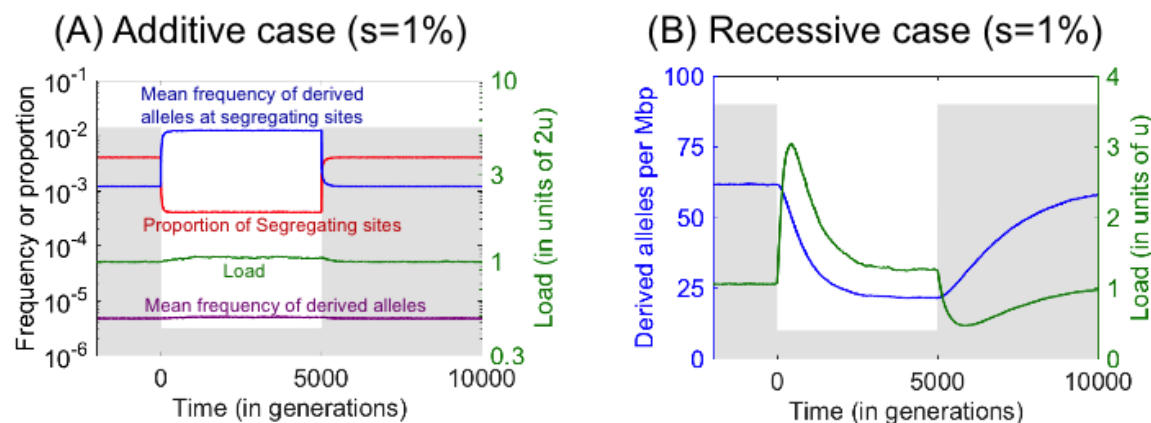 (A) Additive case (s=1%)
Frequency or proportion
10⁻¹
10⁻²
10⁻³
10⁻⁴
10⁻⁵
10⁻⁶
Mean frequency of derived
alleles at segregating sites
Proportion of Segregating sites
Load
Mean frequency of derived alleles
10
3
1
0.3
Load (in units of 2u)
0
5000
10000
Time (in generations)
(B) Recessive case (s=1%)
Derived alleles per Mbp
100
75
50
25
0
4
3
2
1
0
Load (in units of u)
0
5000
10000
Time (in generations)